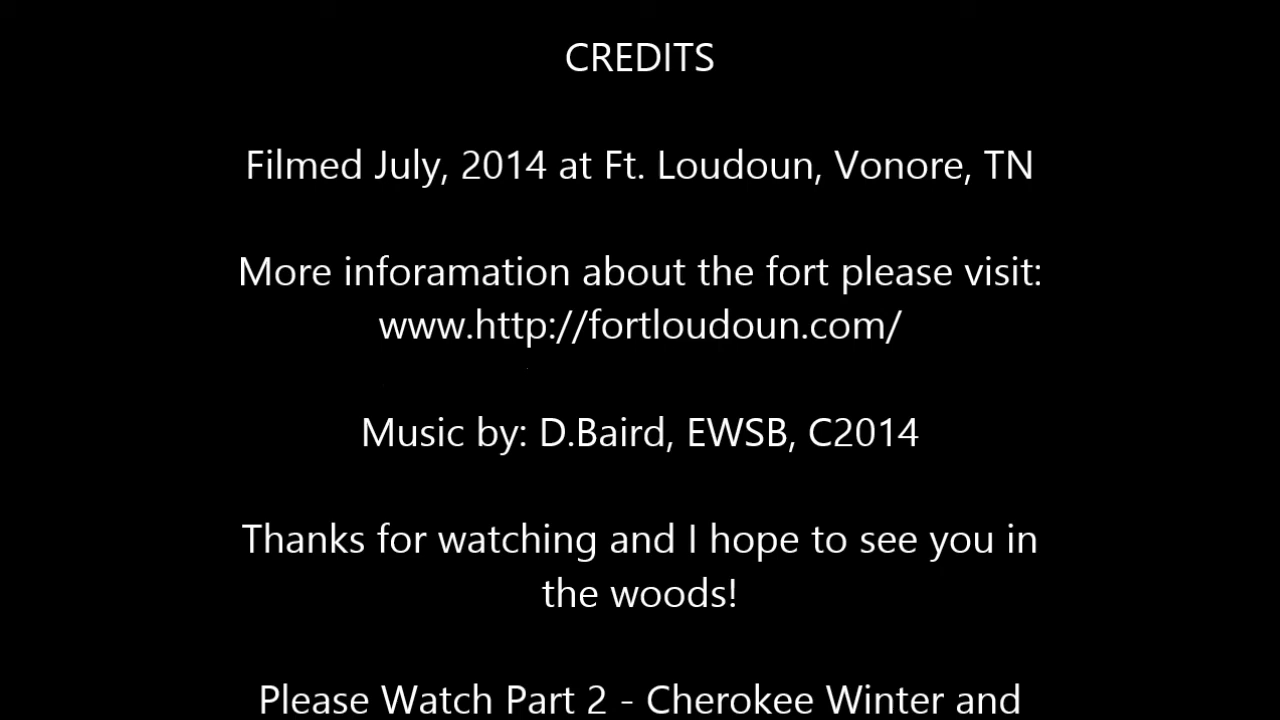 CREDITS
Filmed July, 2014 at Ft. Loudoun, Vonore, TN
More inforamation about the fort please visit:
www.http://fortloudoun.com/
Music by: D.Baird, EWSB, C2014
Thanks for watching and I hope to see you in
the woods!
Please Watch Part 2 - Cherokee Winter and